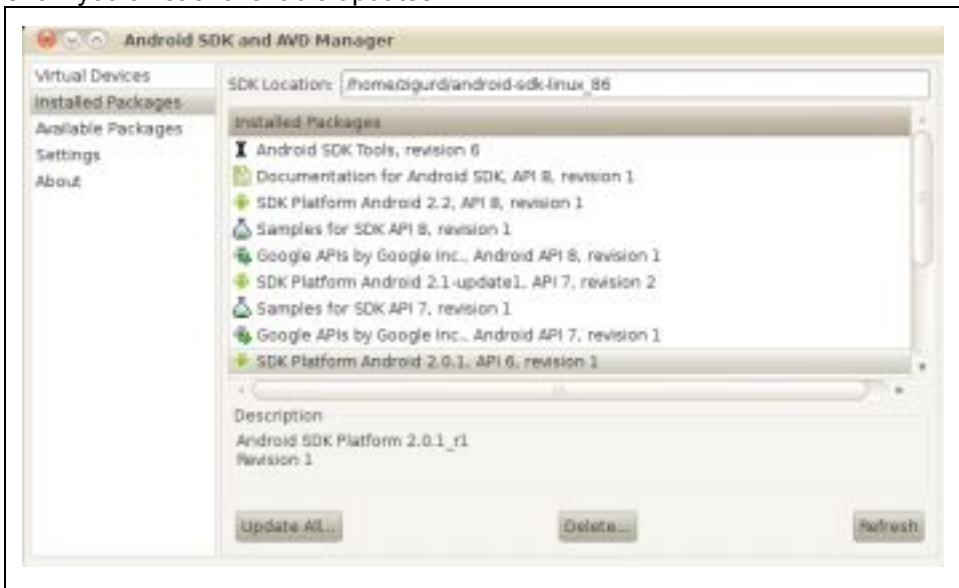 Android SDK and AVD Manager
Virtual Devices
Installed Packages
Available Packages
Settings
About
SDK Location: /home/zigurd/android-sdk-linux_86
Installed Packages
Android SDK Tools, revision 6
Documentation for Android SDK, API 8, revision 1
SDK Platform Android 2.2, API 8, revision 1
Samples for SDK API 8, revision 1
Google APIs by Google Inc., Android API 8, revision 1
SDK Platform Android 2.1-update1, API 7, revision 2
Samples for SDK API 7, revision 1
Google APIs by Google Inc., Android API 7, revision 1
SDK Platform Android 2.0.1, API 6, revision 1
Description
Android SDK Platform 2.0.1_r1
Revision 1
Update All...
Delete...
Refresh